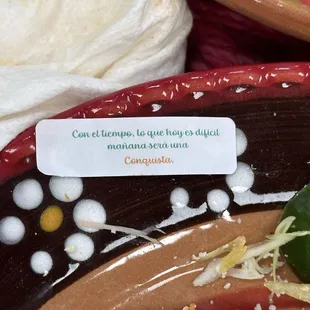 Con el tiempo, lo que hoy es difícil
mañana será una
Conquista.